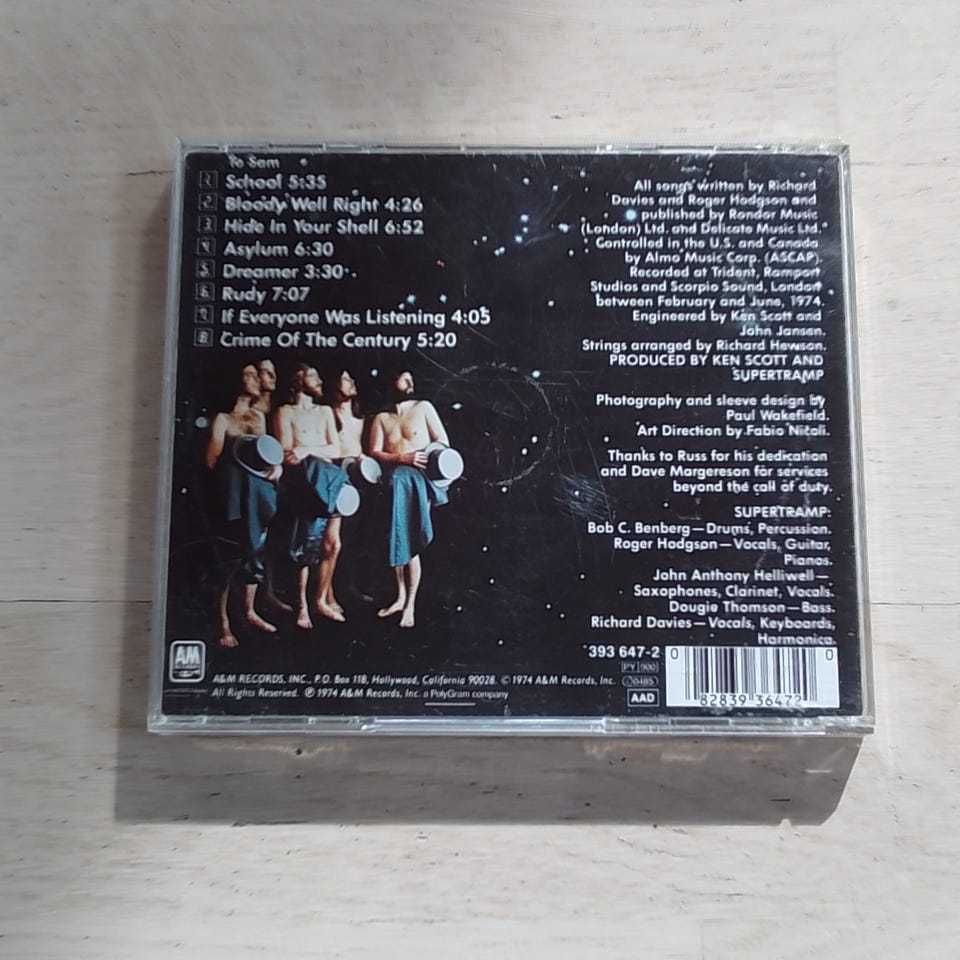 To Sam
1 School 5:35
2 Bloody Well Right 4:26
3 Hide In Your Shell 6:52
4 Asylum 6:30
5 Dreamer 3:30
6 Rudy 7:07
7 If Everyone Was Listening 4:05
8 Crime Of The Century 5:20
All songs written by Richard
Davies and Roger Hodgson and
published by Rondor Music
(London) Ltd. and Delicate Music Ltd.
Controlled in the U.S. and Canada
by Almo Music Corp. (ASCAP).
Recorded at Trident, Ramport
Studios and Scorpio Sound, London
between February and June, 1974.
Engineered by Ken Scott and
John Jansen.
Strings arranged by Richard Hewson.
PRODUCED BY KEN SCOTT AND
SUPERTRAMP
Photography and sleeve design by
Paul Wakefield.
Art Direction by Fabio Nicoli.
Thanks to Russ for his dedication
and Dave Margereson for services
beyond the call of duty.
SUPERTRAMP:
Bob C. Benberg—Drums, Percussion.
Roger Hodgson—Vocals, Guitar,
Pianos.
John Anthony Helliwell—
Saxophones, Clarinet, Vocals.
Dougie Thomson—Bass.
Richard Davies—Vocals, Keyboards,
Harmonica.
393 647-2
PY 900
0485
AAD
0 82839 36472 0
AM
A&M RECORDS, INC., P.O. Box 118, Hollywood, California 90028. © 1974 A&M Records, Inc.
All Rights Reserved. ℗ 1974 A&M Records, Inc. a PolyGram company